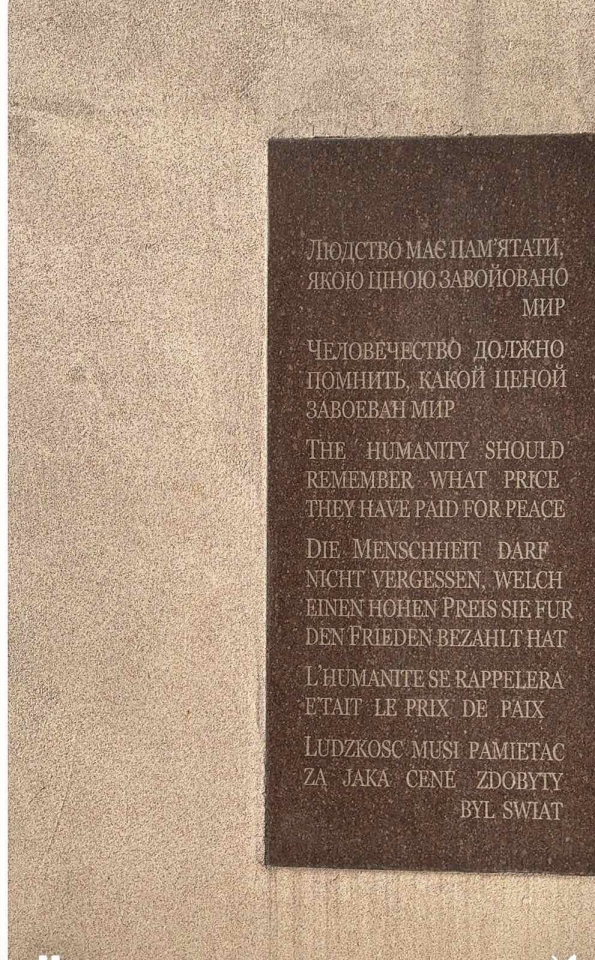 Людство має пам'ятати,
якою ціною завойовано
мир
Человечество должно
помнить, какой ценой
завоеван мир
The humanity should
remember what price
they have paid for peace
Die Menschheit darf
nicht vergessen, welch
einen hohen Preis sie fur
den Frieden bezahlt hat
L'humanite se rappelera
e'tait le prix de paix
Ludzkosc musi pamietac
za jaka cene zdobyty
byl swiat